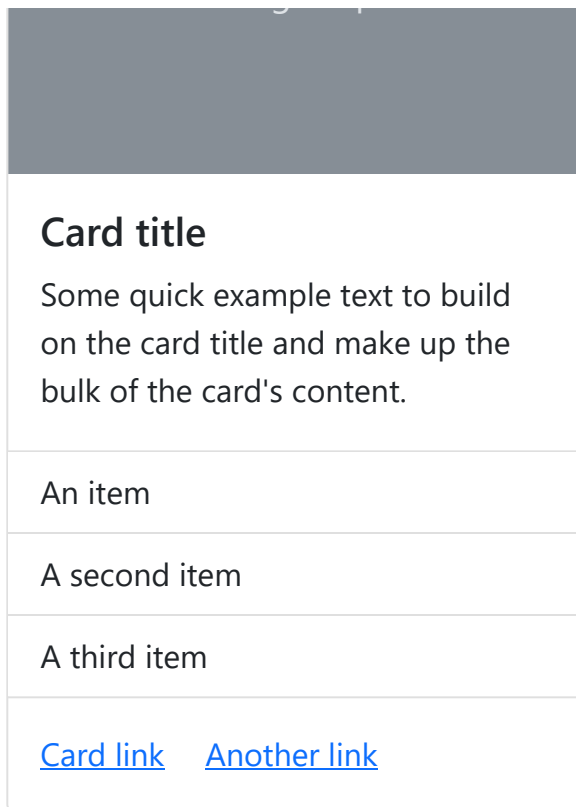 Card title
Some quick example text to build
on the card title and make up the
bulk of the card's content.
An item
A second item
A third item
Card link Another link